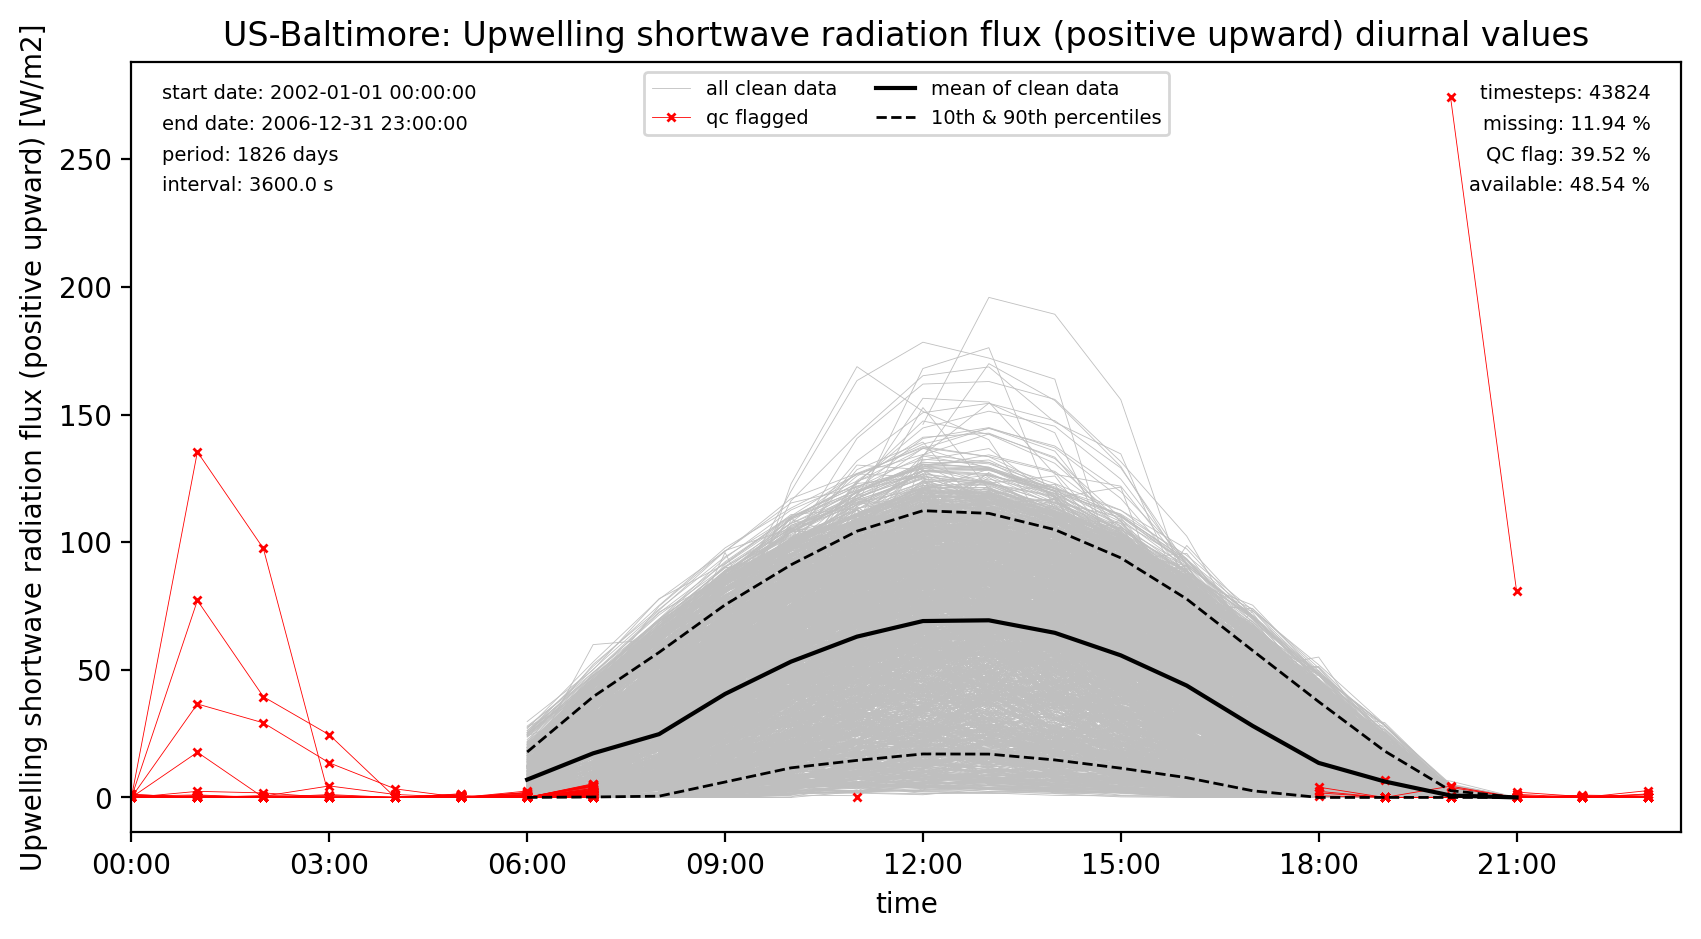 US-Baltimore: Upwelling shortwave radiation flux (positive upward) diurnal values
start date: 2002-01-01 00:00:00
end date: 2006-12-31 23:00:00
period: 1826 days
interval: 3600.0 s
all clean data
qc flagged
mean of clean data
10th & 90th percentiles
timesteps: 43824
missing: 11.94 %
QC flag: 39.52 %
available: 48.54 %
Upwelling shortwave radiation flux (positive upward) [W/m2]
250
200
150
100
50
0
00:00 03:00 06:00 09:00 12:00 15:00 18:00 21:00
time